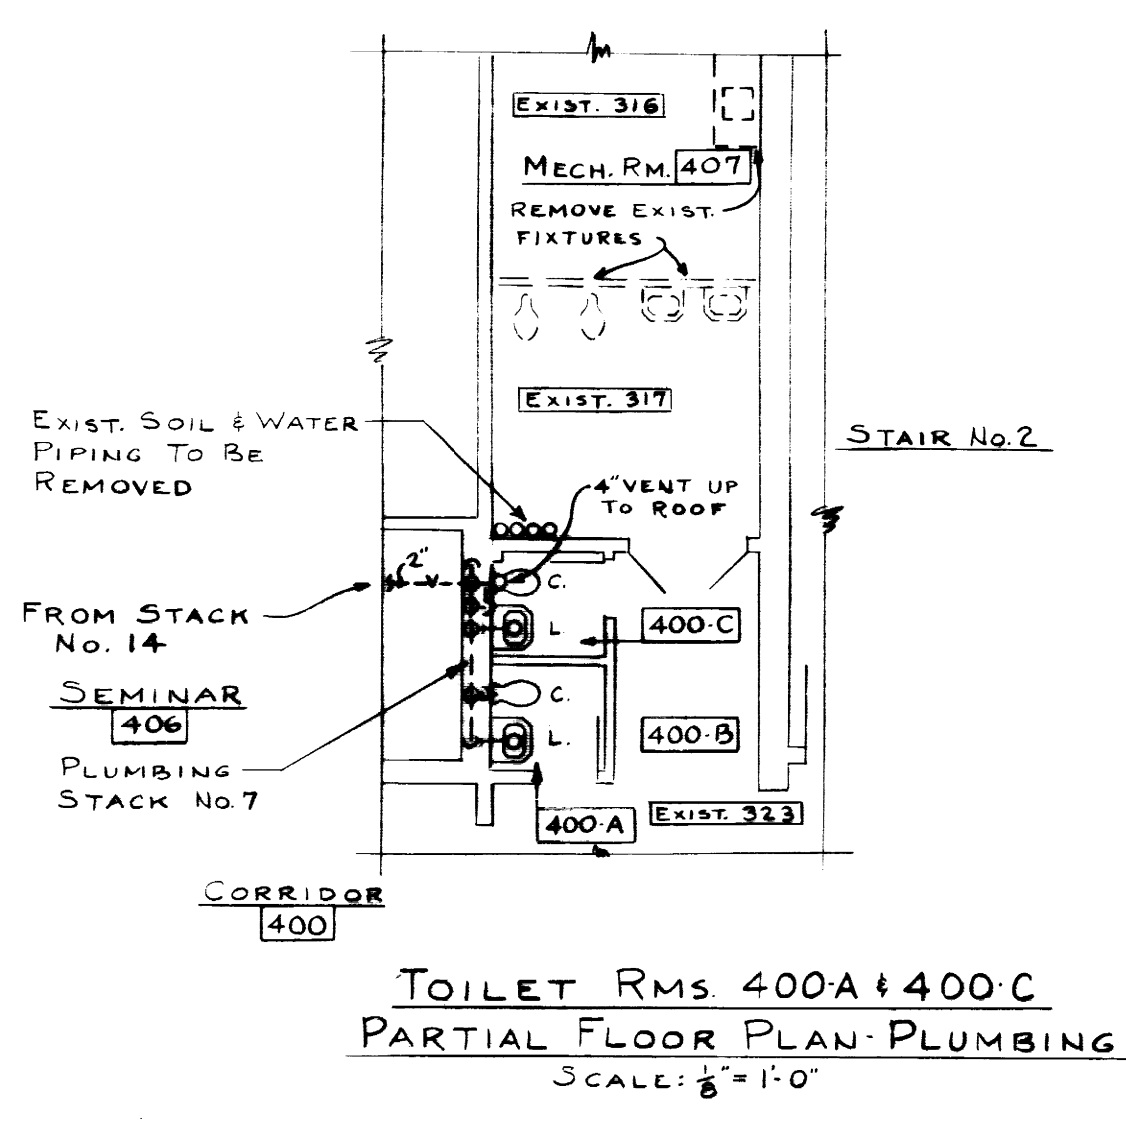 EXIST. 316
MECH. RM. 407
REMOVE EXIST.
FIXTURES
EXIST. 317
EXIST. SOIL & WATER
PIPING TO BE
REMOVED
STAIR NO. 2
4" VENT UP
TO ROOF
2"
C.
FROM STACK
NO. 14
L.
400-C
SEMINAR
406
C.
L.
400-B
PLUMBING
STACK NO. 7
400-A
EXIST. 323
CORRIDOR
400
TOILET RMS. 400-A & 400-C
PARTIAL FLOOR PLAN - PLUMBING
SCALE: 1/8" = 1'-0"